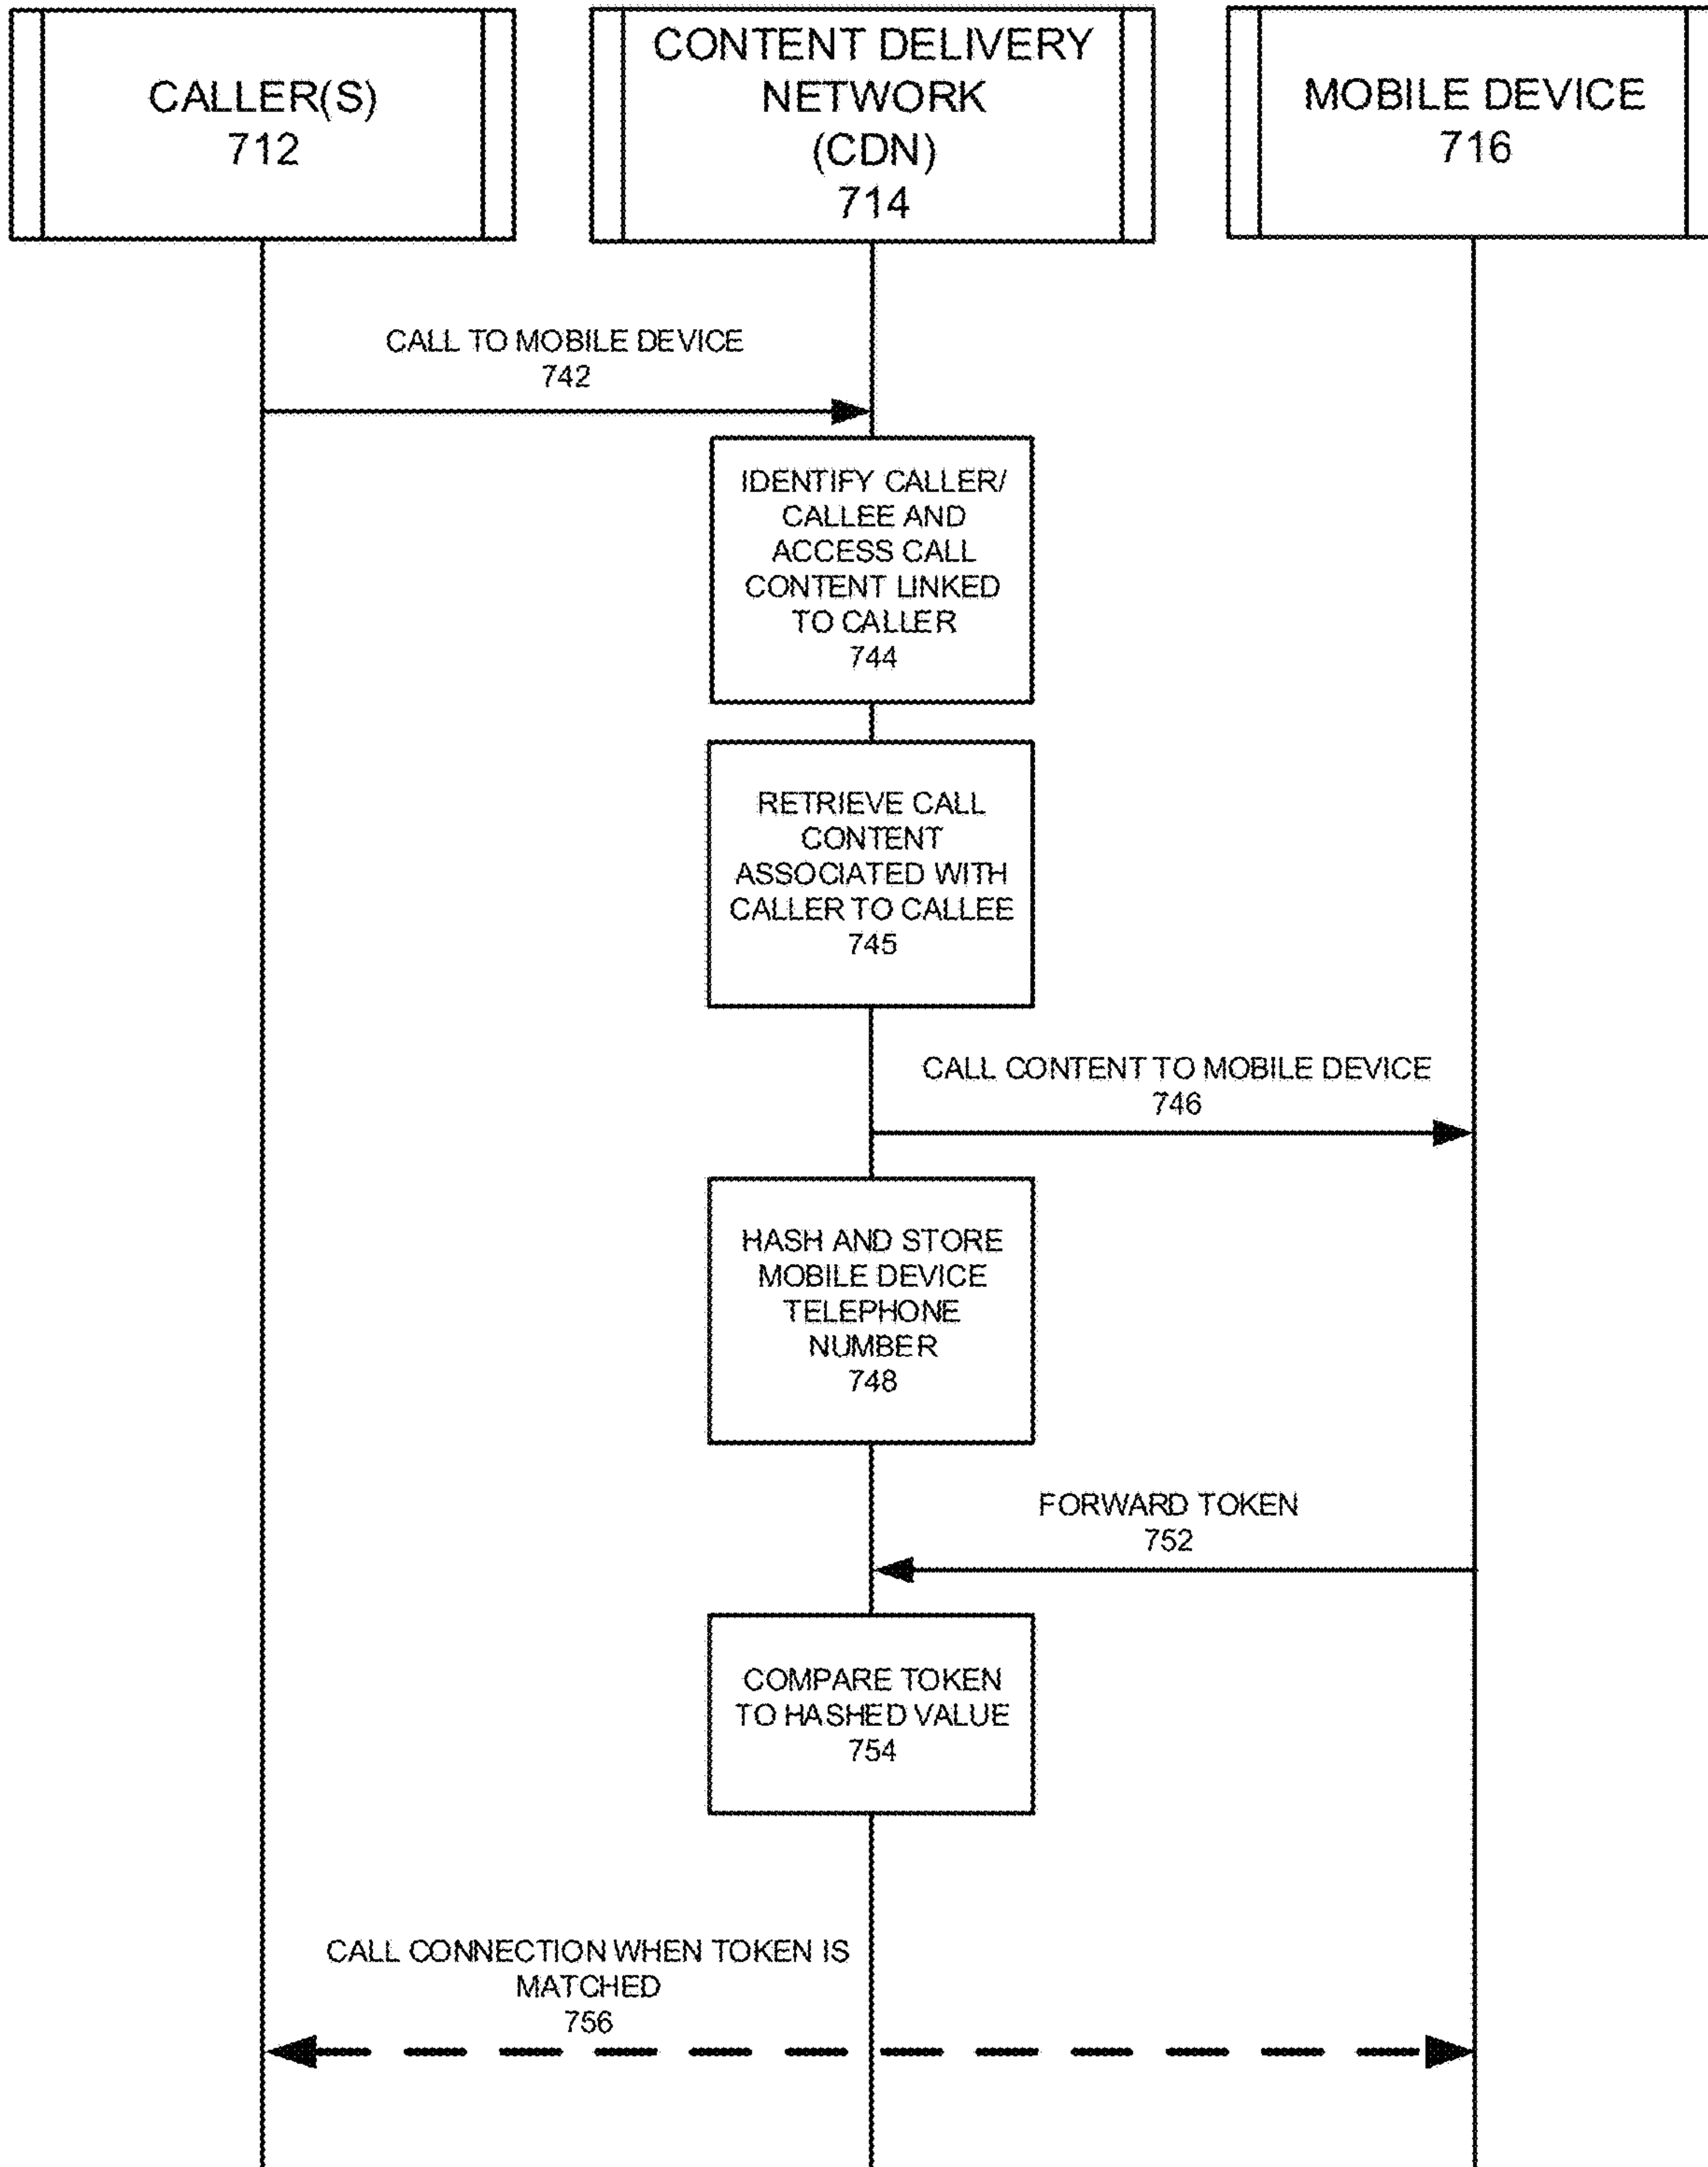 CALLER(S)
712
CONTENT DELIVERY
NETWORK
(CDN)
714
MOBILE DEVICE
716
CALL TO MOBILE DEVICE
742
IDENTIFY CALLER/
CALLEE AND
ACCESS CALL
CONTENT LINKED
TO CALLER
744
RETRIEVE CALL
CONTENT
ASSOCIATED WITH
CALLER TO CALLEE
745
CALL CONTENT TO MOBILE DEVICE
746
HASH AND STORE
MOBILE DEVICE
TELEPHONE
NUMBER
748
FORWARD TOKEN
752
COMPARE TOKEN
TO HASHED VALUE
754
CALL CONNECTION WHEN TOKEN IS
MATCHED
756